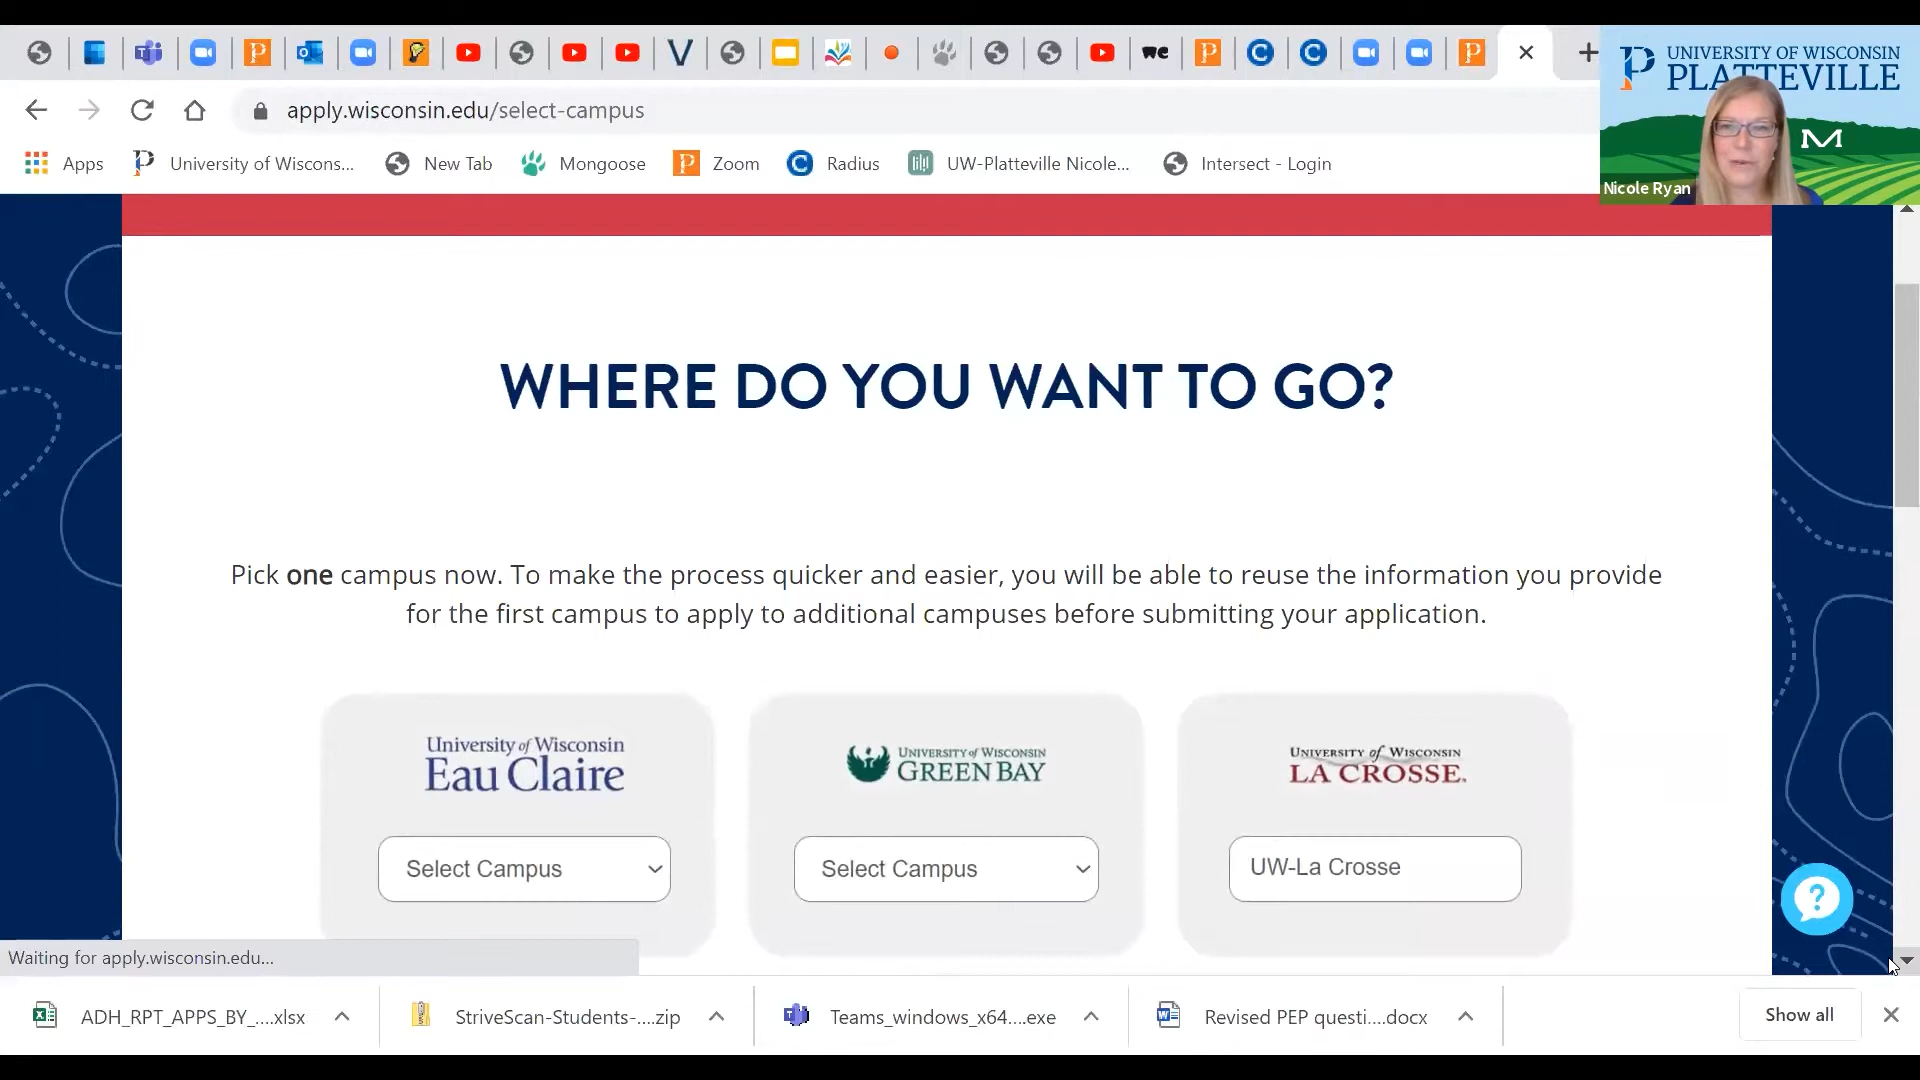 UNIVERSITY OF WISCONSIN
PLATTEVILLE
Nicole Ryan
apply.wisconsin.edu/select-campus
Apps
University of Wiscons...
New Tab
Mongoose
Zoom
Radius
UW-Platteville Nicole...
Intersect - Login
WHERE DO YOU WANT TO GO?
Pick one campus now. To make the process quicker and easier, you will be able to reuse the information you provide
for the first campus to apply to additional campuses before submitting your application.
University of Wisconsin
Eau Claire
Select Campus
UNIVERSITY of WISCONSIN
GREEN BAY
Select Campus
UNIVERSITY of WISCONSIN
LA CROSSE
UW-La Crosse
Waiting for apply.wisconsin.edu...
ADH_RPT_APPS_BY_....xlsx
StriveScan-Students-....zip
Teams_windows_x64....exe
Revised PEP questi....docx
Show all